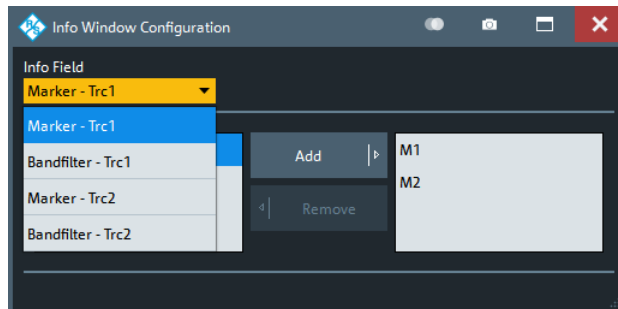 Info Window Configuration
Info Field
Marker - Trc1
Marker - Trc1
Bandfilter - Trc1
Marker - Trc2
Bandfilter - Trc2
Add
Remove
M1
M2